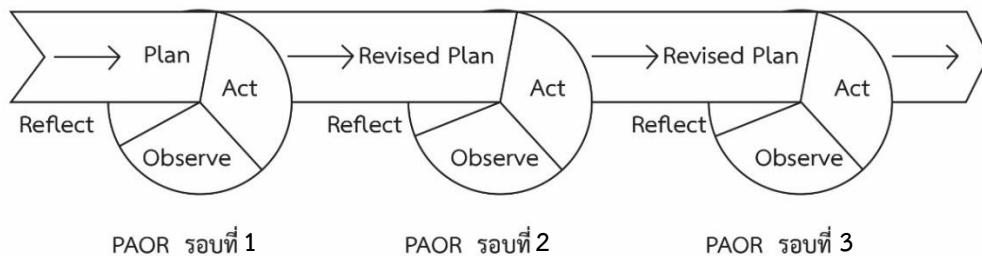 Plan
Act
Reflect
Observe
PAOR รอบที่ 1
Revised Plan
Act
Reflect
Observe
PAOR รอบที่ 2
Revised Plan
Act
Reflect
Observe
PAOR รอบที่ 3